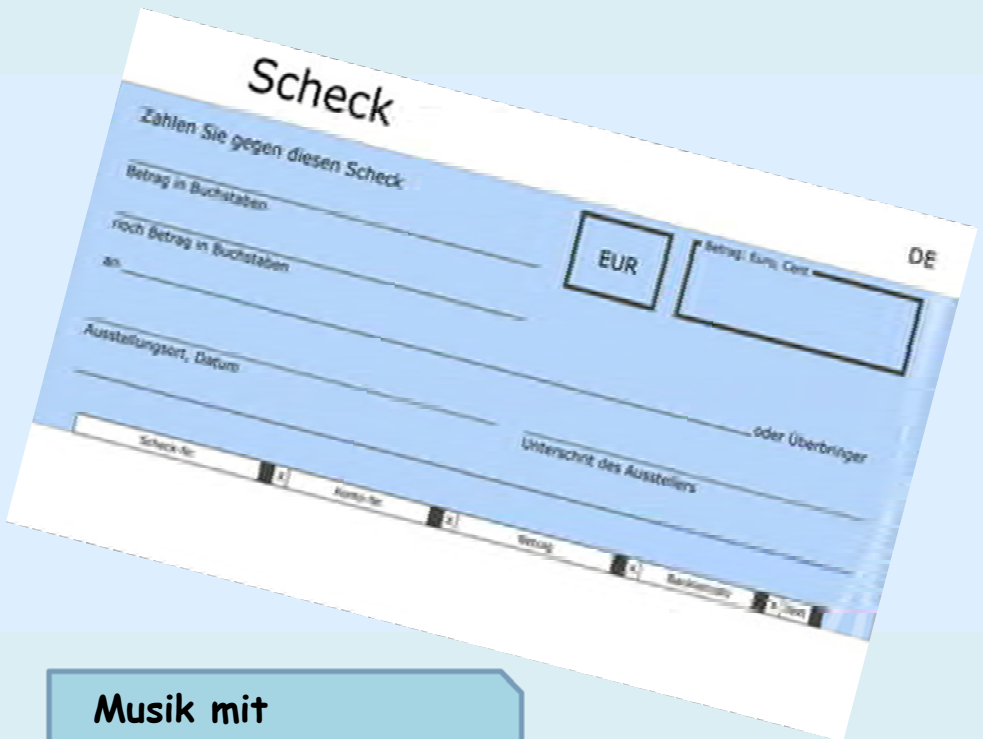 Scheck
DE
Zahlen Sie gegen diesen Scheck
Betrag in Buchstaben
EUR
Betrag: Euro, Cent
noch Betrag in Buchstaben
an
oder Überbringer
Ausstellungsort, Datum
Unterschrift des Ausstellers
Scheck-Nr.
X
Konto-Nr.
X
Betrag
X
X
Text
Musik mit